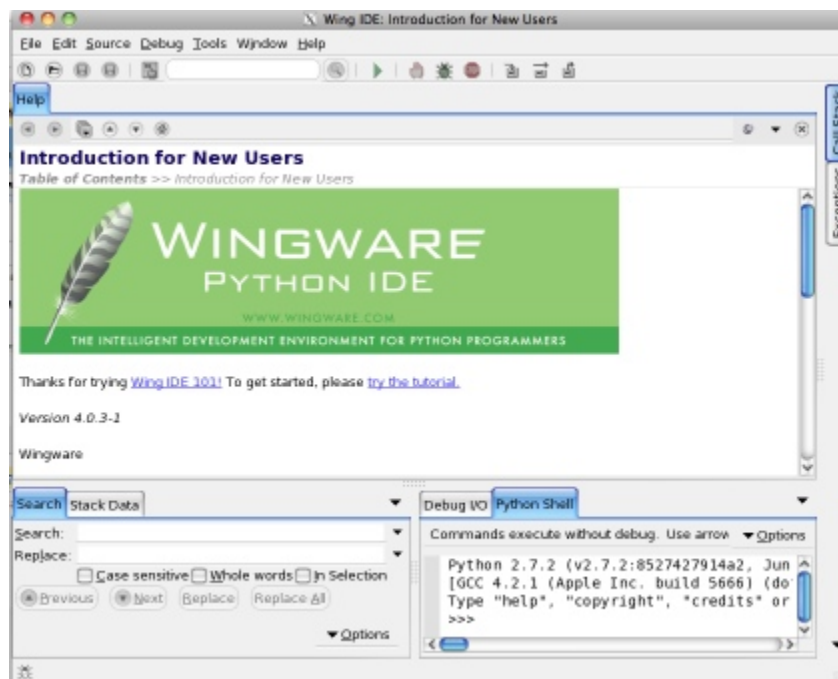 Wing IDE: Introduction for New Users
File Edit Source Debug Tools Window Help
Help
Introduction for New Users
Table of Contents >> Introduction for New Users
WINGWARE
PYTHON IDE
WWW.WINGWARE.COM
THE INTELLIGENT DEVELOPMENT ENVIRONMENT FOR PYTHON PROGRAMMERS
Thanks for trying Wing IDE 101! To get started, please try the tutorial.
Version 4.0.3-1
Wingware
Call Stack
Exceptions
Search Stack Data
Search:
Replace:
Case sensitive Whole words In Selection
Previous Next Replace Replace All
Options
Debug I/O Python Shell
Commands execute without debug. Use arrow Options
Python 2.7.2 (v2.7.2:8527427914a2, Jun
[GCC 4.2.1 (Apple Inc. build 5666) (do
Type "help", "copyright", "credits" or
>>>